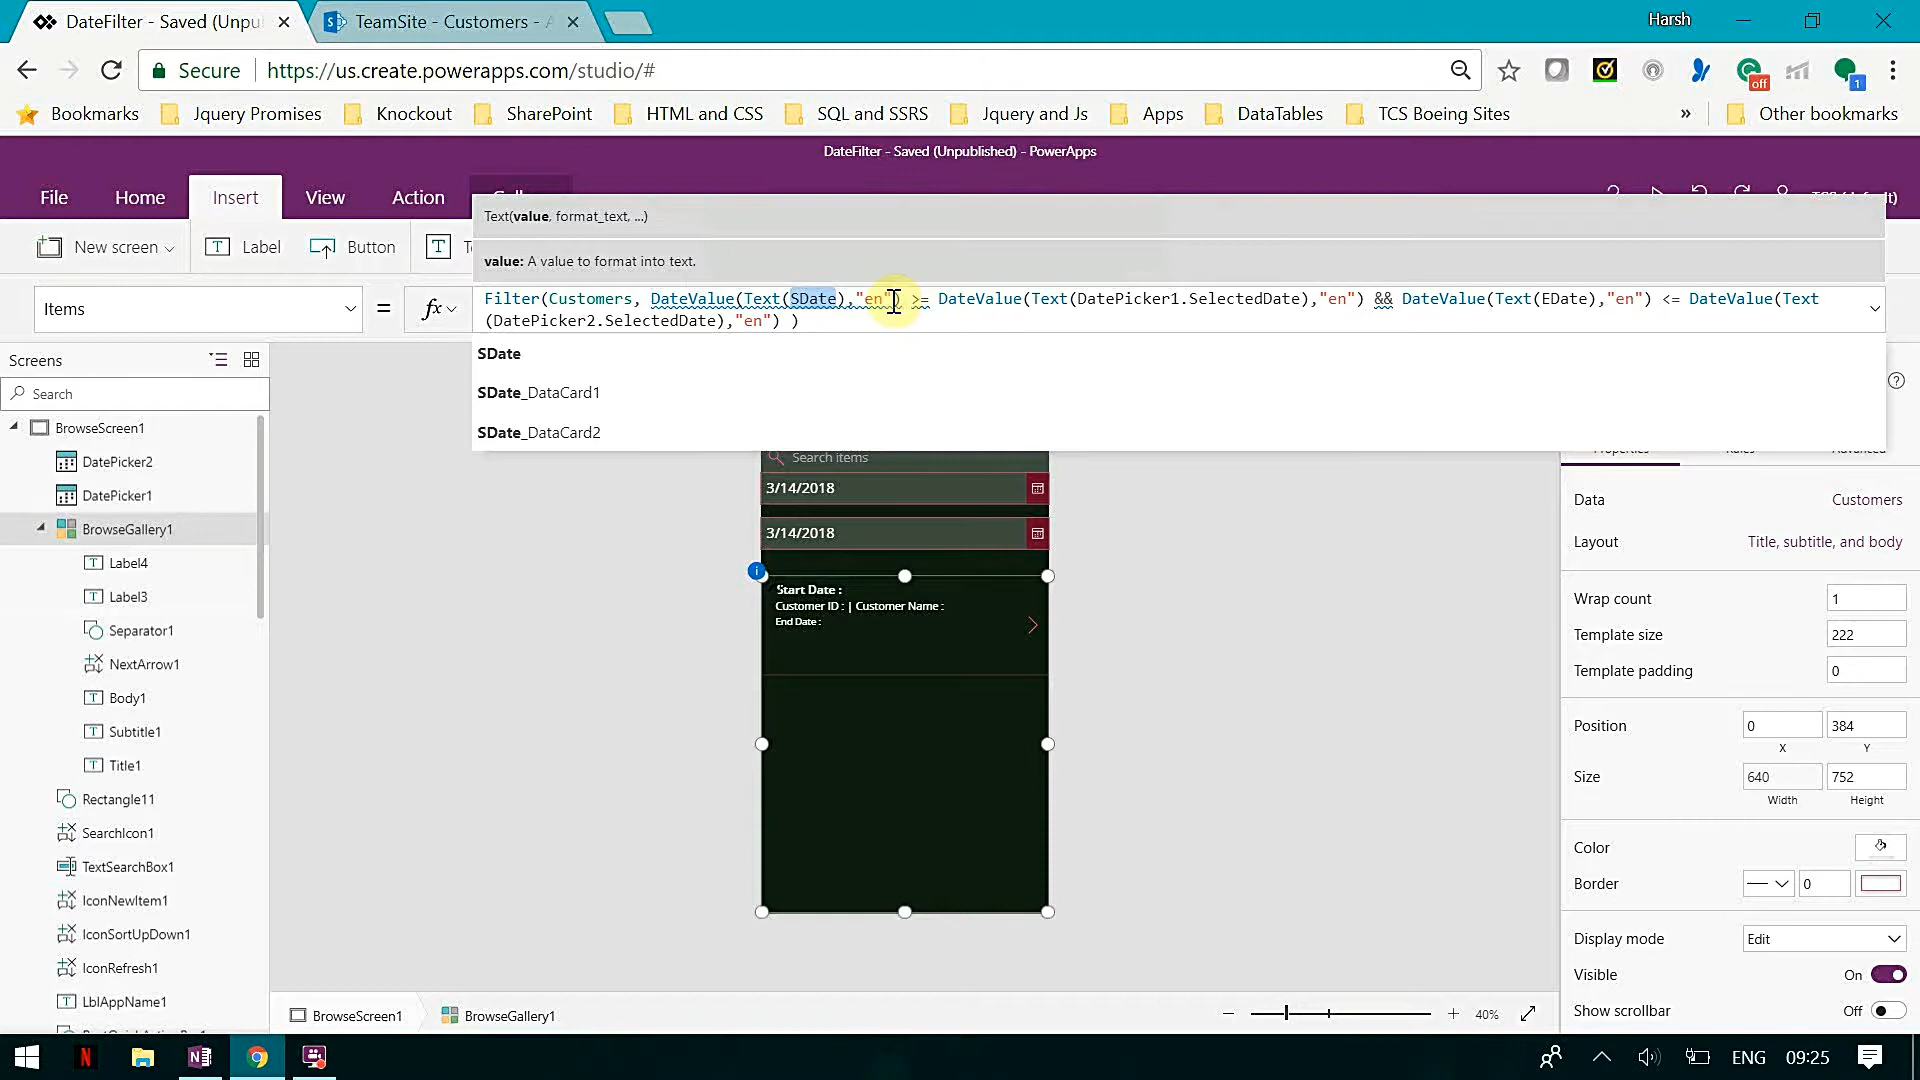 DateFilter - Saved (Unpu
TeamSite - Customers -
Harsh
Secure
https://us.create.powerapps.com/studio/#
off
1
Bookmarks
Jquery Promises
Knockout
SharePoint
HTML and CSS
SQL and SSRS
Jquery and Js
Apps
DataTables
TCS Boeing Sites
»
Other bookmarks
DateFilter - Saved (Unpublished) - PowerApps
File
Home
Insert
View
Action
Text(value, format_text, ...)
New screen
Label
Button
value: A value to format into text.
Items
=
fx
Filter(Customers, DateValue(Text(SDate),"en") >= DateValue(Text(DatePicker1.SelectedDate),"en") && DateValue(Text(EDate),"en") <= DateValue(Text
(DatePicker2.SelectedDate),"en") )
SDate
SDate_DataCard1
SDate_DataCard2
Screens
Search
BrowseScreen1
DatePicker2
DatePicker1
BrowseGallery1
Label4
Label3
Separator1
NextArrow1
Body1
Subtitle1
Title1
Rectangle11
SearchIcon1
TextSearchBox1
IconNewItem1
IconSortUpDown1
IconRefresh1
LblAppName1
Search items
3/14/2018
3/14/2018
Start Date :
Customer ID : | Customer Name :
End Date :
Data
Customers
Layout
Title, subtitle, and body
Wrap count
1
Template size
222
Template padding
0
Position
0
384
X
Y
Size
640
752
Width
Height
Color
Border
0
Display mode
Edit
Visible
On
Show scrollbar
Off
BrowseScreen1
BrowseGallery1
40%
ENG
09:25